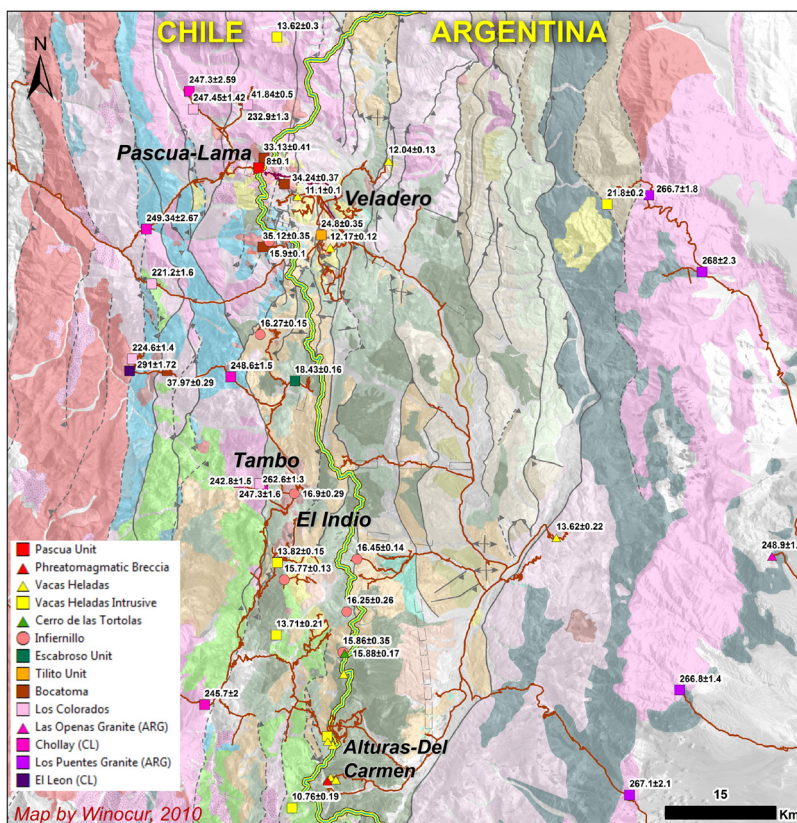 CHILE
ARGENTINA
13.62±0.3
N
247.3±2.59
247.45±1.42
41.84±0.5
232.9±1.3
33.13±0.41
Pascua-Lama
8±0.1
12.04±0.13
34.24±0.37
11.1±0.1
Veladero
21.8±0.2
266.7±1.8
249.34±2.67
24.8±0.35
35.12±0.35
12.17±0.12
15.9±0.1
268±2.3
221.2±1.6
16.27±0.15
224.6±1.4
291±1.72
37.97±0.29
248.6±1.5
18.43±0.16
Tambo
242.8±1.5
262.6±1.3
247.3±1.6
16.9±0.29
El Indio
13.62±0.22
13.82±0.15
16.45±0.14
248.9±1.
15.77±0.13
16.25±0.26
13.71±0.21
15.86±0.35
15.88±0.17
245.7±2
266.8±1.4
Alturas-Del
Carmen
10.76±0.19
267.1±2.1
Pascua Unit
Phreatomagmatic Breccia
Vacas Heladas
Vacas Heladas Intrusive
Cerro de las Tortolas
Infiernillo
Escabroso Unit
Tilito Unit
Bocatoma
Los Colorados
Las Openas Granite (ARG)
Chollay (CL)
Los Puentes Granite (ARG)
El Leon (CL)
Map by Winocur, 2010
15
Km